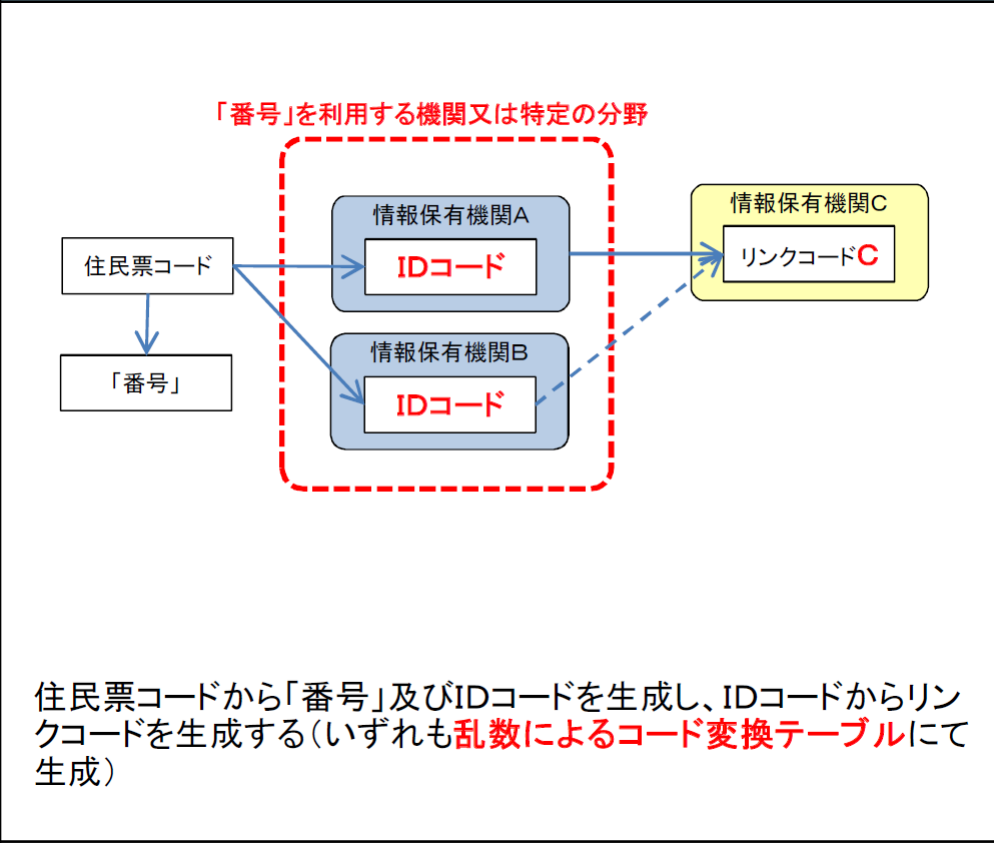 「番号」を利用する機関又は特定の分野
情報保有機関A
IDコード
情報保有機関C
リンクコードC
住民票コード
「番号」
情報保有機関B
IDコード
住民票コードから「番号」及びIDコードを生成し、IDコードからリン
クコードを生成する（いずれも乱数によるコード変換テーブルにて
生成）